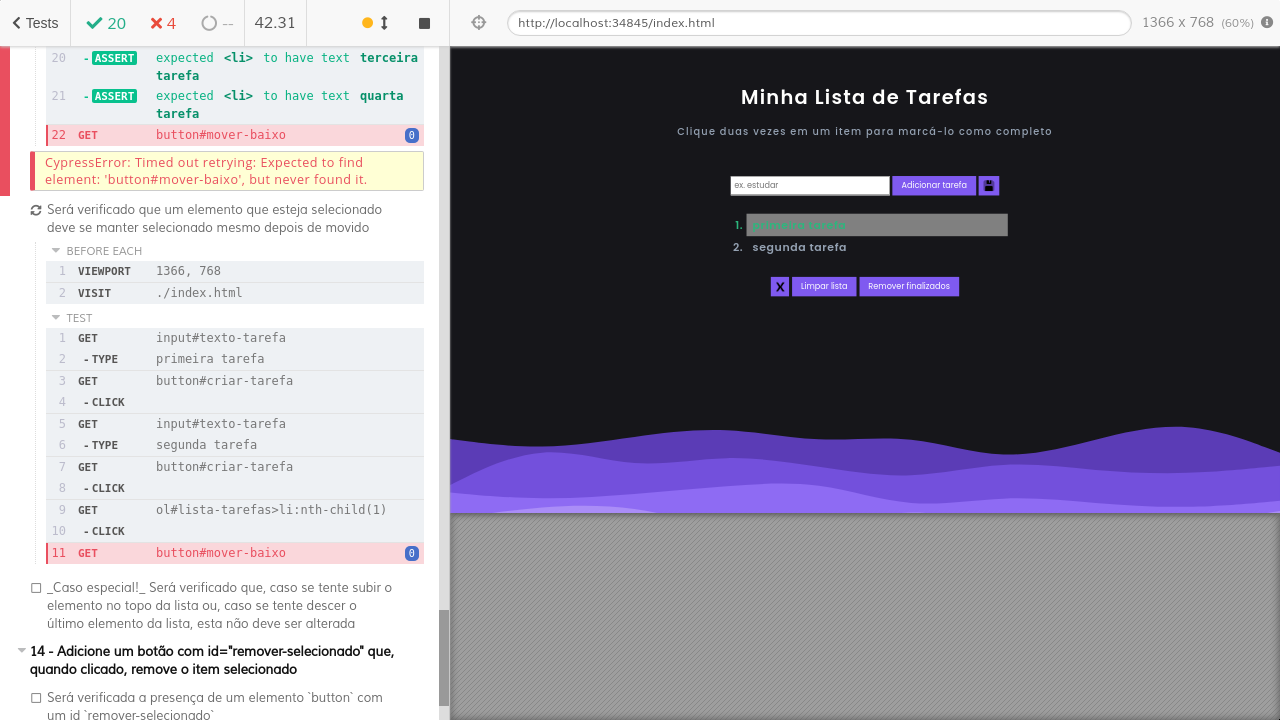 Tests
20
4
--
42.31
http://localhost:34845/index.html
1366 x 768 (60%)
20 - ASSERT expected <li> to have text terceira
tarefa
21 - ASSERT expected <li> to have text quarta
tarefa
22 GET button#mover-baixo 0
CypressError: Timed out retrying: Expected to find
element: 'button#mover-baixo', but never found it.
Será verificado que um elemento que esteja selecionado
deve se manter selecionado mesmo depois de movido
BEFORE EACH
1 VIEWPORT 1366, 768
2 VISIT ./index.html
TEST
1 GET input#texto-tarefa
2 - TYPE primeira tarefa
3 GET button#criar-tarefa
4 - CLICK
5 GET input#texto-tarefa
6 - TYPE segunda tarefa
7 GET button#criar-tarefa
8 - CLICK
9 GET ol#lista-tarefas>li:nth-child(1)
10 - CLICK
11 GET button#mover-baixo 0
_Caso especial!_ Será verificado que, caso se tente subir o
elemento no topo da lista ou, caso se tente descer o
último elemento da lista, esta não deve ser alterada
14 - Adicione um botão com id="remover-selecionado" que,
quando clicado, remove o item selecionado
Será verificada a presença de um elemento `button` com
um id `remover-selecionado`
Minha Lista de Tarefas
Clique duas vezes em um item para marcá-lo como completo
ex. estudar
Adicionar tarefa
1. primeira tarefa
2. segunda tarefa
X
Limpar lista
Remover finalizados